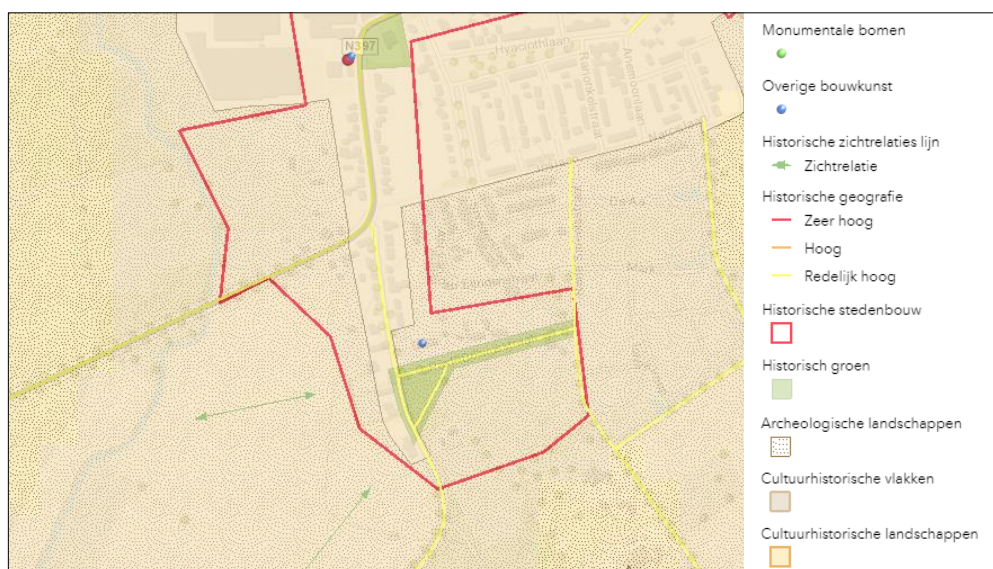 N397
Hyacinthlaan
Ranonkelstraat
Anemoonlaan
Monumentale bomen
Overige bouwkunst
Historische zichtrelaties lijn
Zichtrelatie
Historische geografie
Zeer hoog
Hoog
Redelijk hoog
Historische stedenbouw
Historisch groen
Archeologische landschappen
Cultuurhistorische vlakken
Cultuurhistorische landschappen